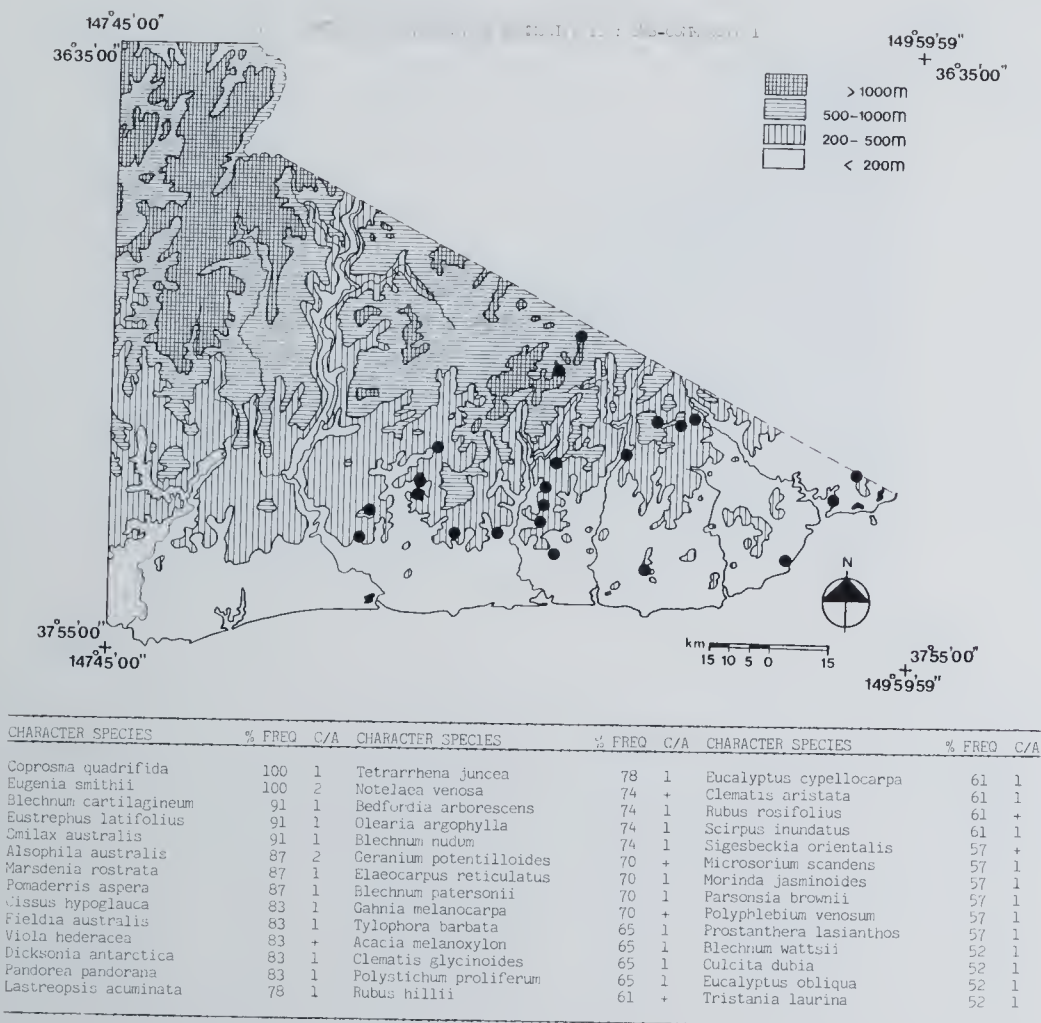 147°45'00"
36°35'00"
149°59'59"
36°35'00"
> 1000m
500-1000m
200-500m
< 200m
N
km
15 10 5 0 15
37°55'00"
147°45'00"
37°55'00"
149°59'59"
CHARACTER SPECIES % FREQ C/A CHARACTER SPECIES % FREQ C/A CHARACTER SPECIES % FREQ C/A
Coprosma quadrifida 100 1 Tetrarrhena juncea 78 1 Eucalyptus cypellocarpa 61 1
Eugenia smithii 100 2 Notelaea venosa 74 + Clematis aristata 61 1
Blechnum cartilagineum 91 1 Bedfordia arborescens 74 1 Rubus rosifolius 61 +
Eustrephus latifolius 91 1 Olearia argophylla 74 1 Scirpus inundatus 61 1
Smilax australis 91 1 Blechnum nudum 74 1 Sigesbeckia orientalis 57 +
Alsophila australis 87 2 Geranium potentilloides 70 + Microsorium scandens 57 1
Marsdenia rostrata 87 1 Elaeocarpus reticulatus 70 1 Morinda jasminoides 57 1
Pomaderris aspera 87 1 Blechnum patersonii 70 1 Parsonsia brownii 57 1
Cissus hypoglauca 83 1 Gahnia melanocarpa 70 + Polyphlebium venosum 57 1
Fieldia australis 83 1 Tylophora barbata 65 1 Prostanthera lasianthos 57 1
Viola hederacea 83 + Acacia melanoxylon 65 1 Blechnum wattsii 52 1
Dicksonia antarctica 83 1 Clematis glycinoides 65 1 Culcita dubia 52 1
Pandorea pandorana 83 1 Polystichum proliferum 65 1 Eucalyptus obliqua 52 1
Lastreopsis acuminata 78 1 Rubus hillii 61 + Tristania laurina 52 1